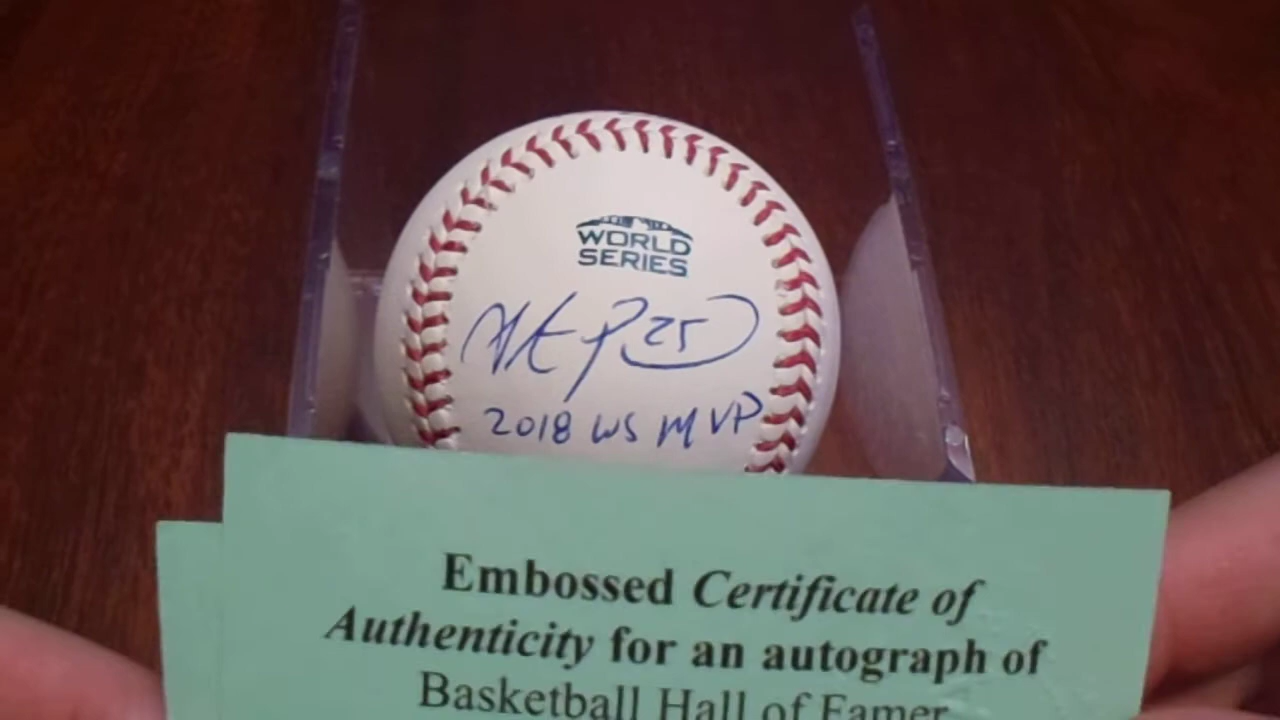 WORLD
SERIES
25
2018 WS MVP
Embossed Certificate of
Authenticity for an autograph of
Basketball Hall of Famer